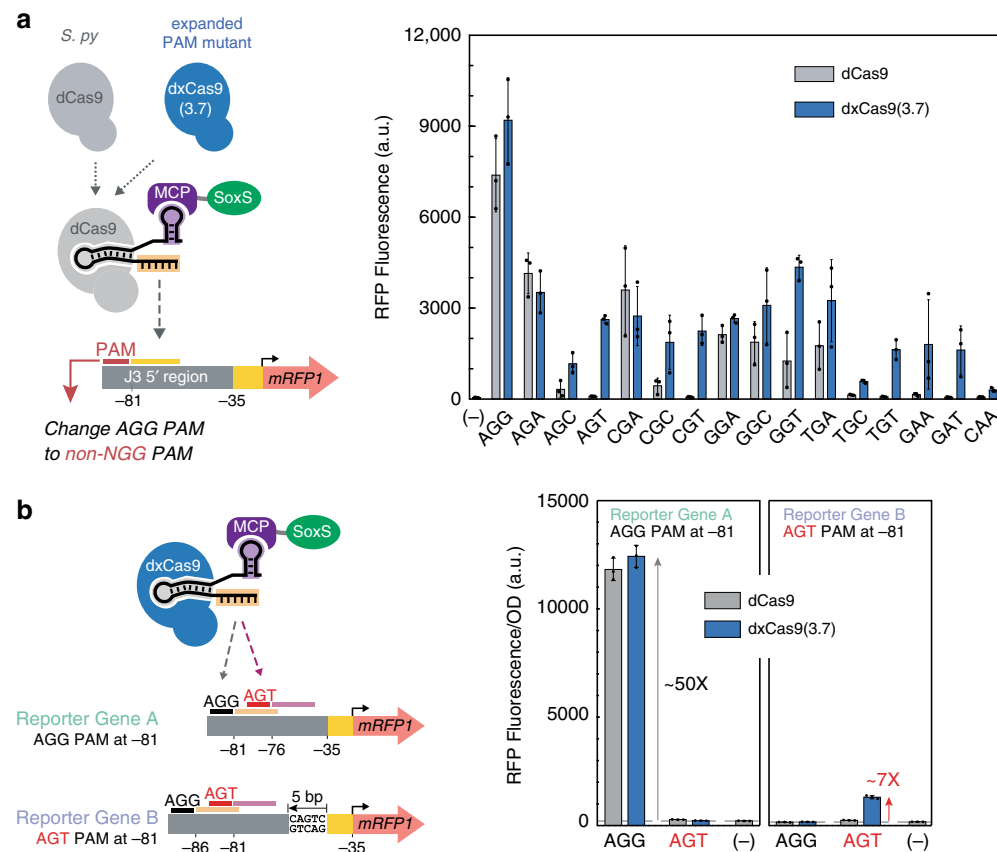 a
S. py
expanded
PAM mutant
dCas9
dxCas9
(3.7)
MCP
SoxS
dCas9
PAM
J3 5′ region
mRFP1
–81
–35
Change AGG PAM
to non-NGG PAM
RFP Fluorescence (a.u.)
12,000
9000
6000
3000
0
dCas9
dxCas9(3.7)
(–)
AGG
AGA
AGC
AGT
CGA
CGC
CGT
GGA
GGC
GGT
TGA
TGC
TGT
GAA
GAT
CAA
b
MCP
SoxS
dxCas9
AGG
AGT
Reporter Gene A
AGG PAM at –81
mRFP1
–81
–76
–35
AGG
AGT
5 bp
Reporter Gene B
AGT PAM at –81
CAGTC
GTCAG
mRFP1
–86
–81
–35
RFP Fluorescence/OD (a.u.)
15000
10000
5000
0
Reporter Gene A
AGG PAM at –81
Reporter Gene B
AGT PAM at –81
dCas9
dxCas9(3.7)
~50X
~7X
AGG
AGT
(–)
AGG
AGT
(–)